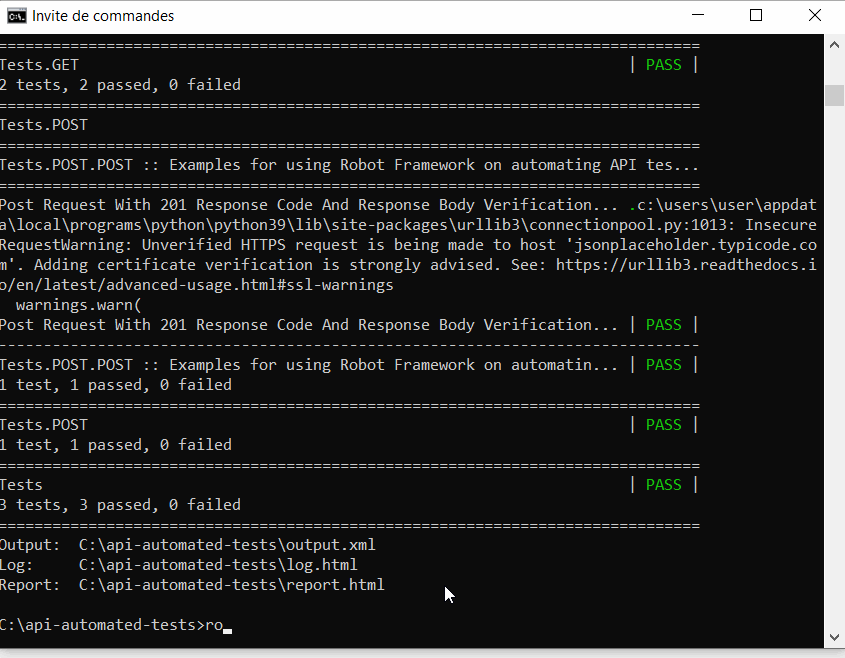 Invite de commandes
==============================================================================
Tests.GET | PASS |
2 tests, 2 passed, 0 failed
==============================================================================
Tests.POST
==============================================================================
Tests.POST.POST :: Examples for using Robot Framework on automating API tes...
==============================================================================
Post Request With 201 Response Code And Response Body Verification... .c:\users\user\appdat
a\local\programs\python\python39\lib\site-packages\urllib3\connectionpool.py:1013: Insecure
RequestWarning: Unverified HTTPS request is being made to host 'jsonplaceholder.typicode.co
m'. Adding certificate verification is strongly advised. See: https://urllib3.readthedocs.i
o/en/latest/advanced-usage.html#ssl-warnings
  warnings.warn(
Post Request With 201 Response Code And Response Body Verification... | PASS |
------------------------------------------------------------------------------
Tests.POST.POST :: Examples for using Robot Framework on automatin... | PASS |
1 test, 1 passed, 0 failed
==============================================================================
Tests.POST | PASS |
1 test, 1 passed, 0 failed
==============================================================================
Tests | PASS |
3 tests, 3 passed, 0 failed
==============================================================================
Output:  C:\api-automated-tests\output.xml
Log:     C:\api-automated-tests\log.html
Report:  C:\api-automated-tests\report.html
C:\api-automated-tests>ro_